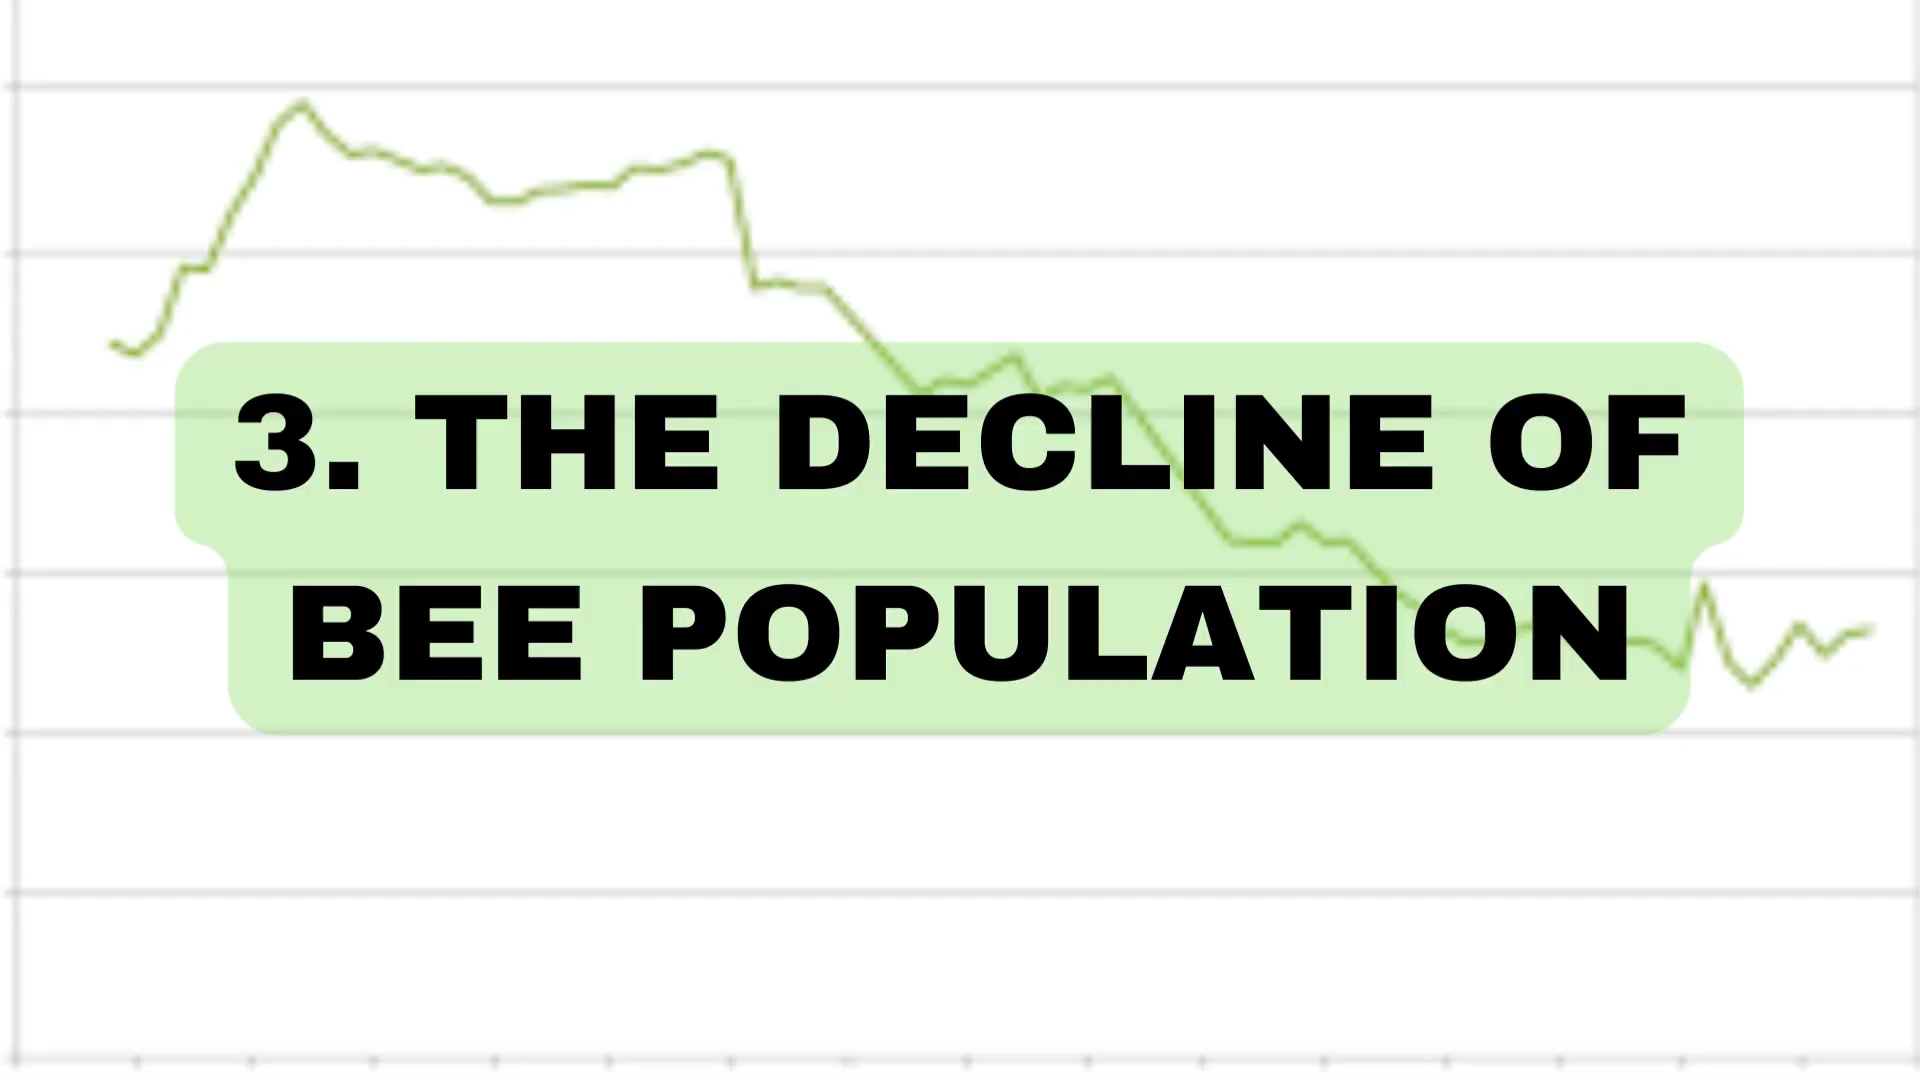 3. THE DECLINE OF
BEE POPULATION